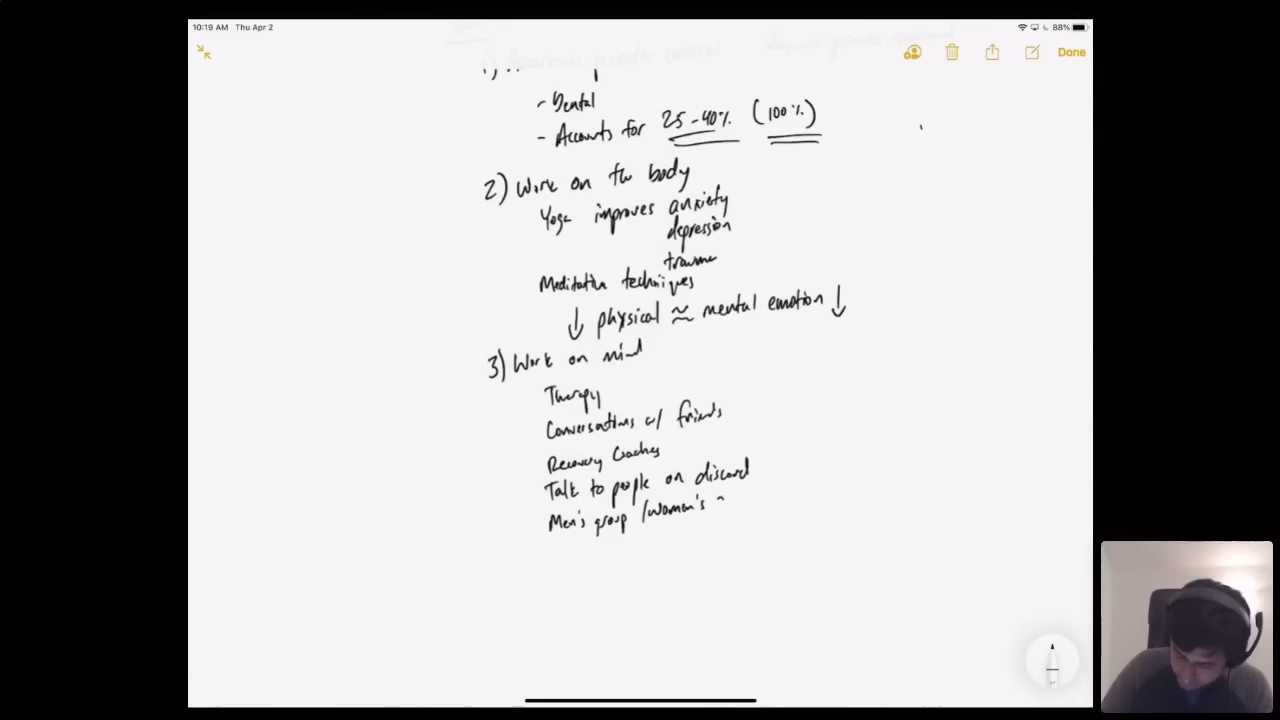 10:19 AM Thu Apr 2
88%
Done
- Dental
- Accounts for 25-40% (100%)
2) Work on the body
Yoga improves anxiety
depression
trauma
Meditative techniques
↓ physical ≈ mental emotion ↓
3) Work on mind
Therapy
Conversations w/ friends
Recovery Coaches
Talk to people on discord
Men's group /women's